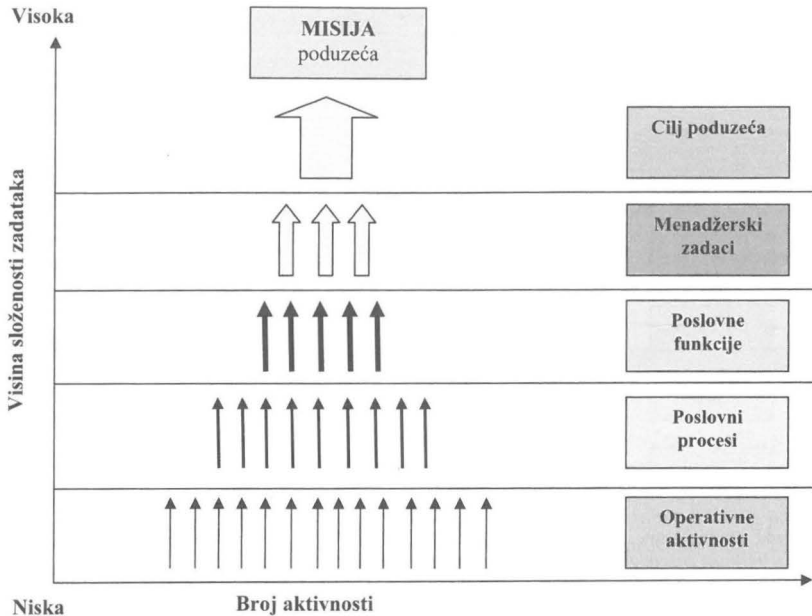 Visoka
MISIJA
poduzeća
Cilj poduzeća
Visina složenosti zadataka
Menadžerski
zadaci
Poslovne
funkcije
Poslovni
procesi
Operativne
aktivnosti
Niska
Broj aktivnosti